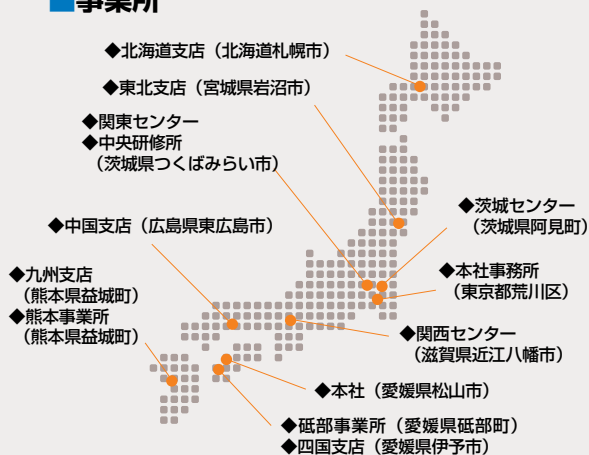 ■事業所
◆北海道支店（北海道札幌市）
◆東北支店（宮城県岩沼市）
◆関東センター
◆中央研修所
（茨城県つくばみらい市）
◆中国支店（広島県東広島市）
◆九州支店
（熊本県益城町）
◆熊本事業所
（熊本県益城町）
◆茨城センター
（茨城県阿見町）
◆本社事務所
（東京都荒川区）
◆関西センター
（滋賀県近江八幡市）
◆本社（愛媛県松山市）
◆砥部事業所（愛媛県砥部町）
◆四国支店（愛媛県伊予市）